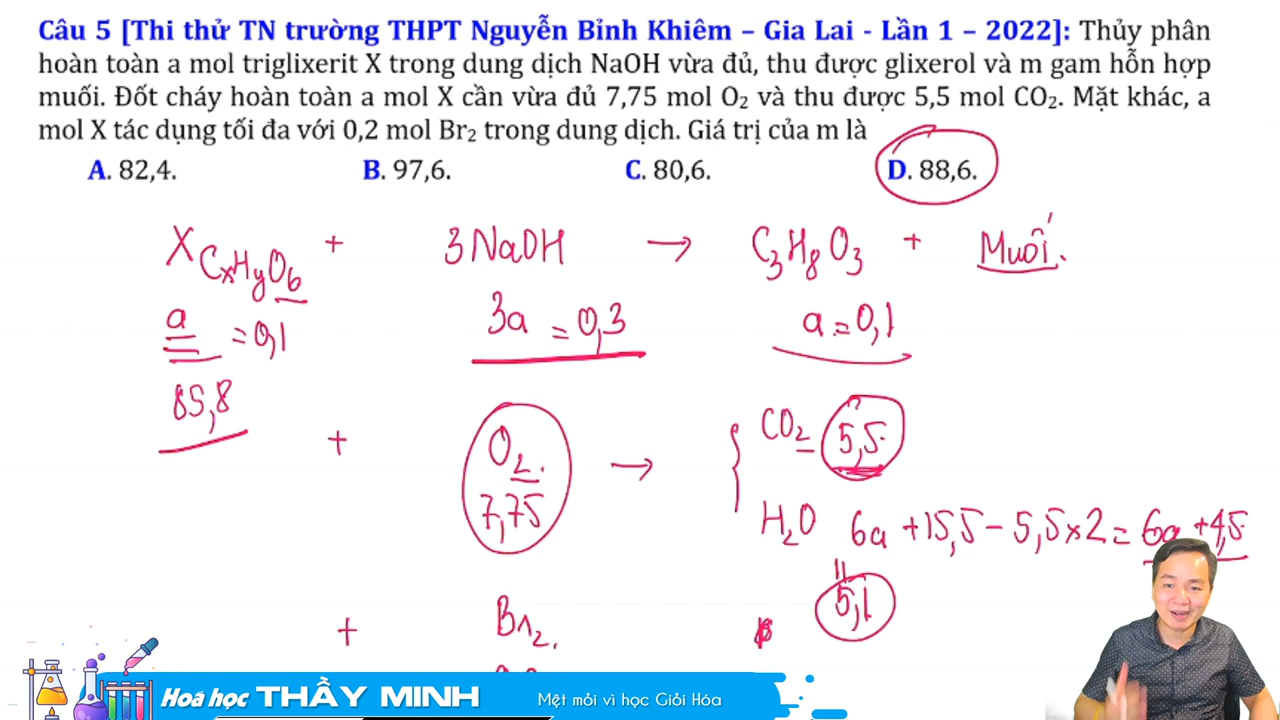 Câu 5 [Thi thử TN trường THPT Nguyễn Bỉnh Khiêm – Gia Lai - Lần 1 – 2022]: Thủy phân
hoàn toàn a mol triglixerit X trong dung dịch NaOH vừa đủ, thu được glixerol và m gam hỗn hợp
muối. Đốt cháy hoàn toàn a mol X cần vừa đủ 7,75 mol O₂ và thu được 5,5 mol CO₂. Mặt khác, a
mol X tác dụng tối đa với 0,2 mol Br₂ trong dung dịch. Giá trị của m là
A. 82,4. B. 97,6. C. 80,6. D. 88,6.
X CxHyO6 + 3NaOH → C3H8O3 + Muối.
a = 0,1 3a = 0,3 a = 0,1
85,8
+ O2. → { CO2 5,5
7,75
H2O 6a + 15,5 - 5,5 x 2 = 6a + 4,5
5,1
+ Br2.
Hoá học THẦY MINH Mệt mỏi vì học Giỏi Hóa